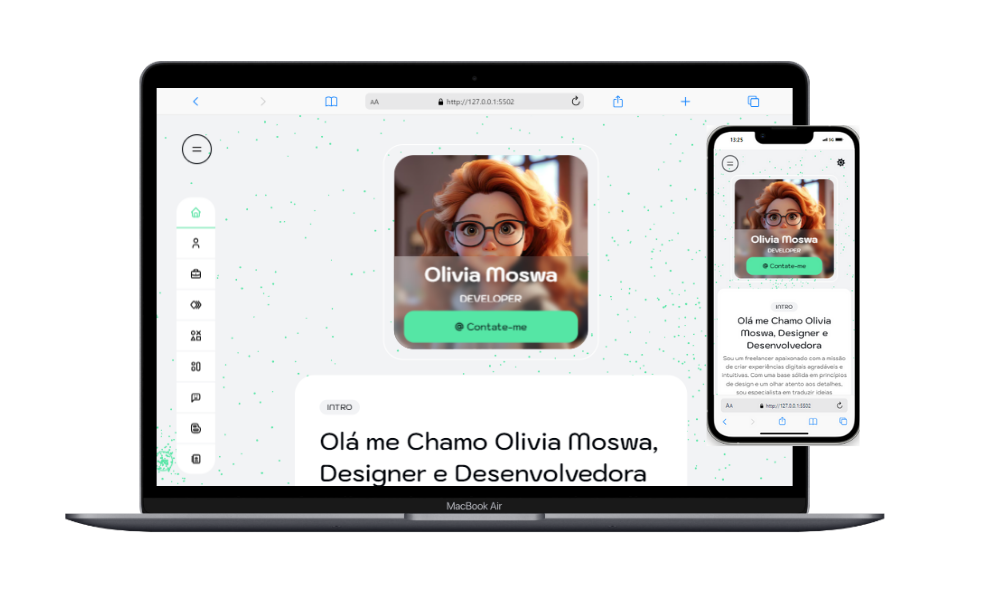 AA http://127.0.0.1:5502
Olivia Moswa
DEVELOPER
@ Contate-me
INTRO
Olá me Chamo Olivia Moswa,
Designer e Desenvolvedora
MacBook Air
13:25
Olivia Moswa
DEVELOPER
@ Contate-me
INTRO
Olá me Chamo Olivia
Moswa, Designer e
Desenvolvedora
Sou um freelancer apaixonado com a missão
de criar experiências digitais agradáveis e
intuitivas. Com uma base sólida em princípios
de design e um olhar atento aos detalhes,
sou especialista em traduzir ideias
AA http://127.0.0.1:5502